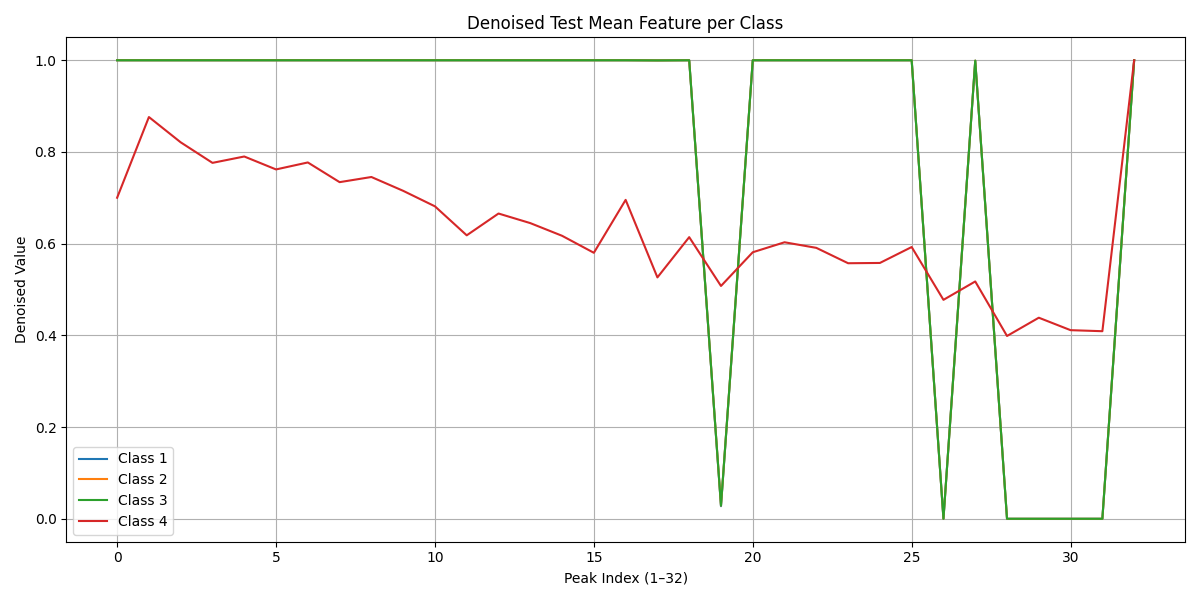 Denoised Test Mean Feature per Class
Denoised Value
1.0
0.8
0.6
0.4
0.2
0.0
Class 1
Class 2
Class 3
Class 4
0 5 10 15 20 25 30
Peak Index (1–32)